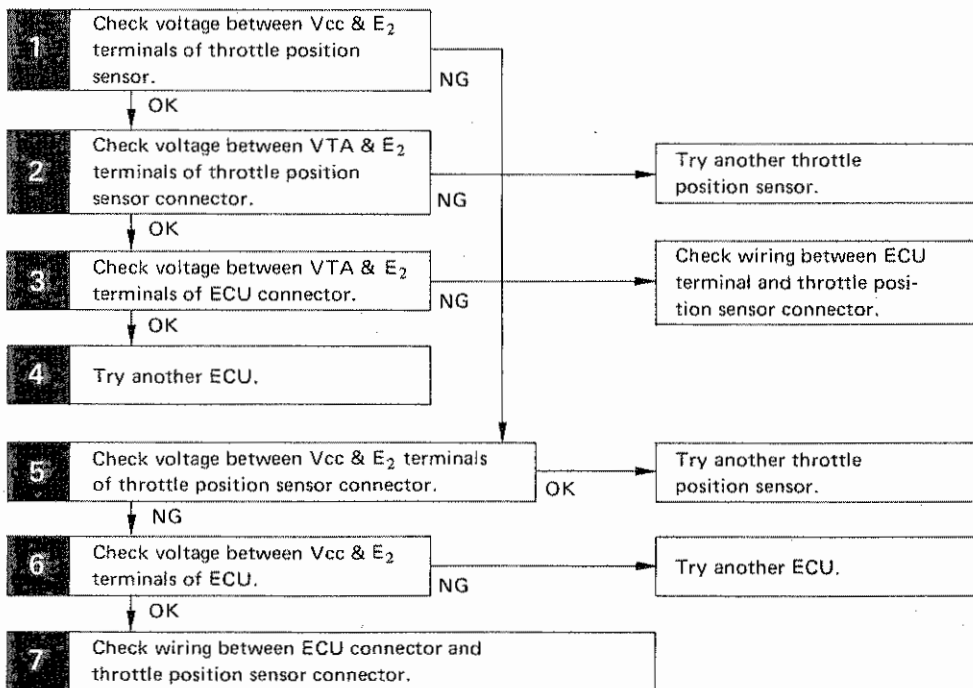 1
Check voltage between Vcc & E₂
terminals of throttle position
sensor.
NG
OK
2
Check voltage between VTA & E₂
terminals of throttle position
sensor connector.
NG
Try another throttle
position sensor.
OK
3
Check voltage between VTA & E₂
terminals of ECU connector.
NG
Check wiring between ECU
terminal and throttle posi-
tion sensor connector.
OK
4
Try another ECU.
5
Check voltage between Vcc & E₂ terminals
of throttle position sensor connector.
OK
Try another throttle
position sensor.
NG
6
Check voltage between Vcc & E₂
terminals of ECU.
NG
Try another ECU.
OK
7
Check wiring between ECU connector and
throttle position sensor connector.